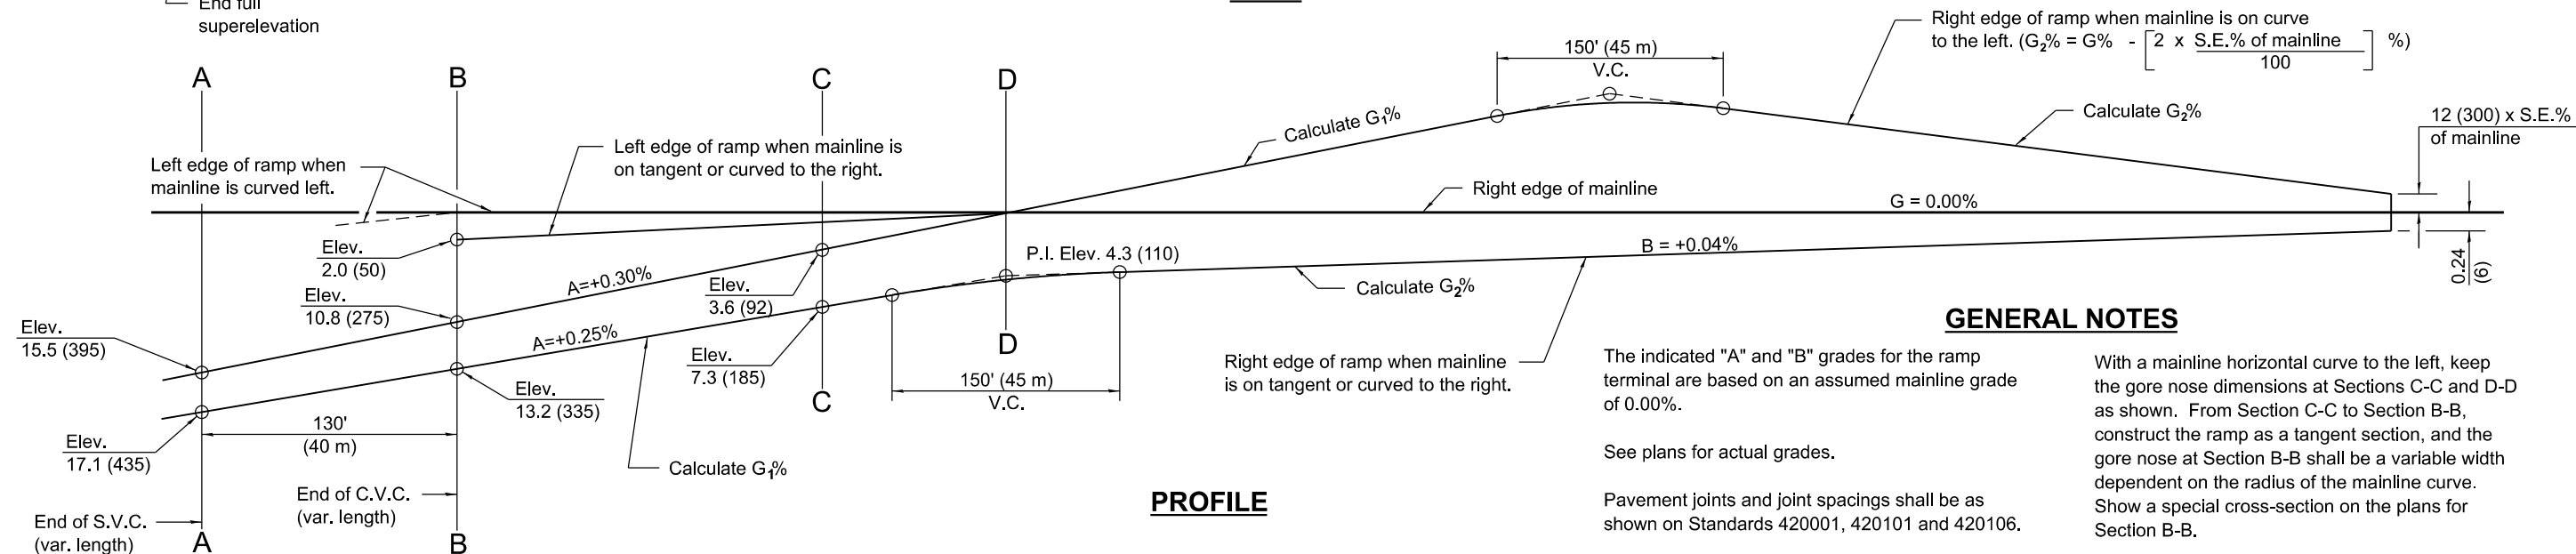 End full
superelevation
A
B
C
D
150' (45 m)
V.C.
Right edge of ramp when mainline is on curve
to the left. (G2% = G% - [2 x S.E.% of mainline / 100] %)
Calculate G1%
Calculate G2%
12 (300) x S.E.%
of mainline
Left edge of ramp when
mainline is curved left.
Left edge of ramp when mainline is
on tangent or curved to the right.
Right edge of mainline
G = 0.00%
Elev.
2.0 (50)
P.I. Elev. 4.3 (110)
B = +0.04%
0.24
(6)
A=+0.30%
Elev.
3.6 (92)
Calculate G2%
Elev.
10.8 (275)
Elev.
15.5 (395)
A=+0.25%
Elev.
7.3 (185)
D
Right edge of ramp when mainline
is on tangent or curved to the right.
150' (45 m)
V.C.
C
Elev.
13.2 (335)
130'
(40 m)
Elev.
17.1 (435)
Calculate G1%
End of C.V.C.
(var. length)
End of S.V.C.
(var. length)
A
B
PROFILE
GENERAL NOTES
The indicated "A" and "B" grades for the ramp
terminal are based on an assumed mainline grade
of 0.00%.
See plans for actual grades.
Pavement joints and joint spacings shall be as
shown on Standards 420001, 420101 and 420106.
With a mainline horizontal curve to the left, keep
the gore nose dimensions at Sections C-C and D-D
as shown. From Section C-C to Section B-B,
construct the ramp as a tangent section, and the
gore nose at Section B-B shall be a variable width
dependent on the radius of the mainline curve.
Show a special cross-section on the plans for
Section B-B.